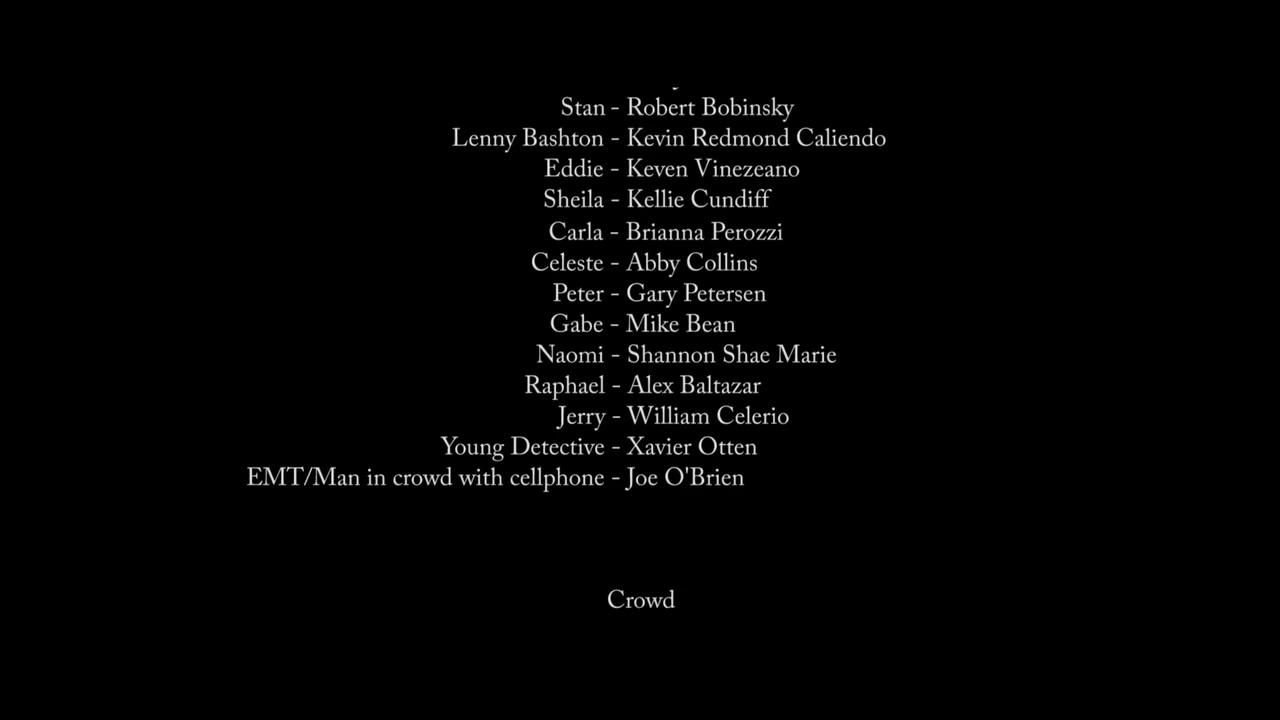 Stan - Robert Bobinsky
Lenny Bashton - Kevin Redmond Caliendo
Eddie - Keven Vinezeano
Sheila - Kellie Cundiff
Carla - Brianna Perozzi
Celeste - Abby Collins
Peter - Gary Petersen
Gabe - Mike Bean
Naomi - Shannon Shae Marie
Raphael - Alex Baltazar
Jerry - William Celerio
Young Detective - Xavier Otten
EMT/Man in crowd with cellphone - Joe O'Brien
Crowd